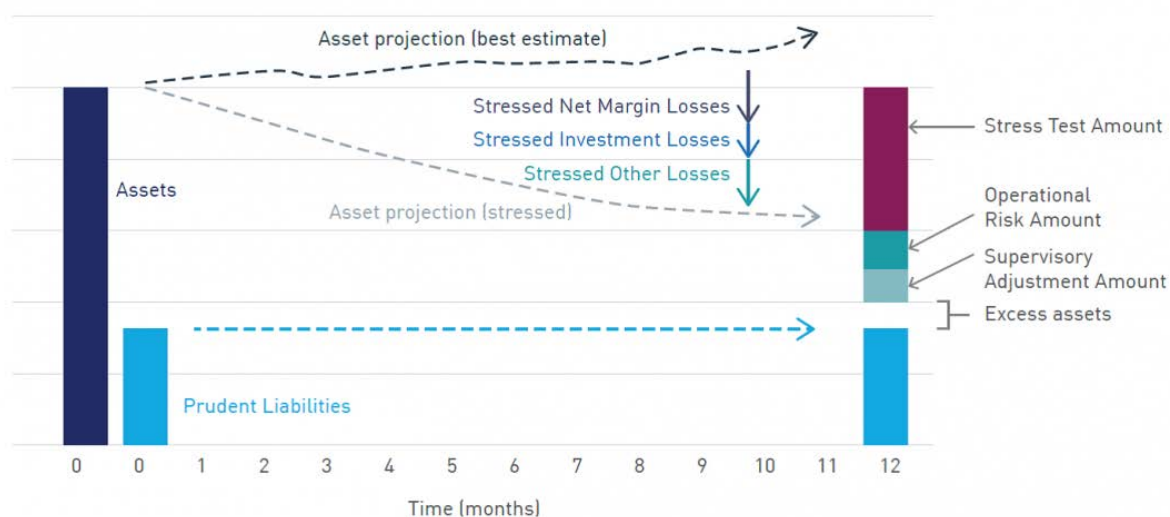 Asset projection (best estimate)
Stressed Net Margin Losses
Stressed Investment Losses
Stressed Other Losses
Assets
Asset projection (stressed)
Stress Test Amount
Operational
Risk Amount
Supervisory
Adjustment Amount
Excess assets
Prudent Liabilities
0 0 1 2 3 4 5 6 7 8 9 10 11 12
Time (months)